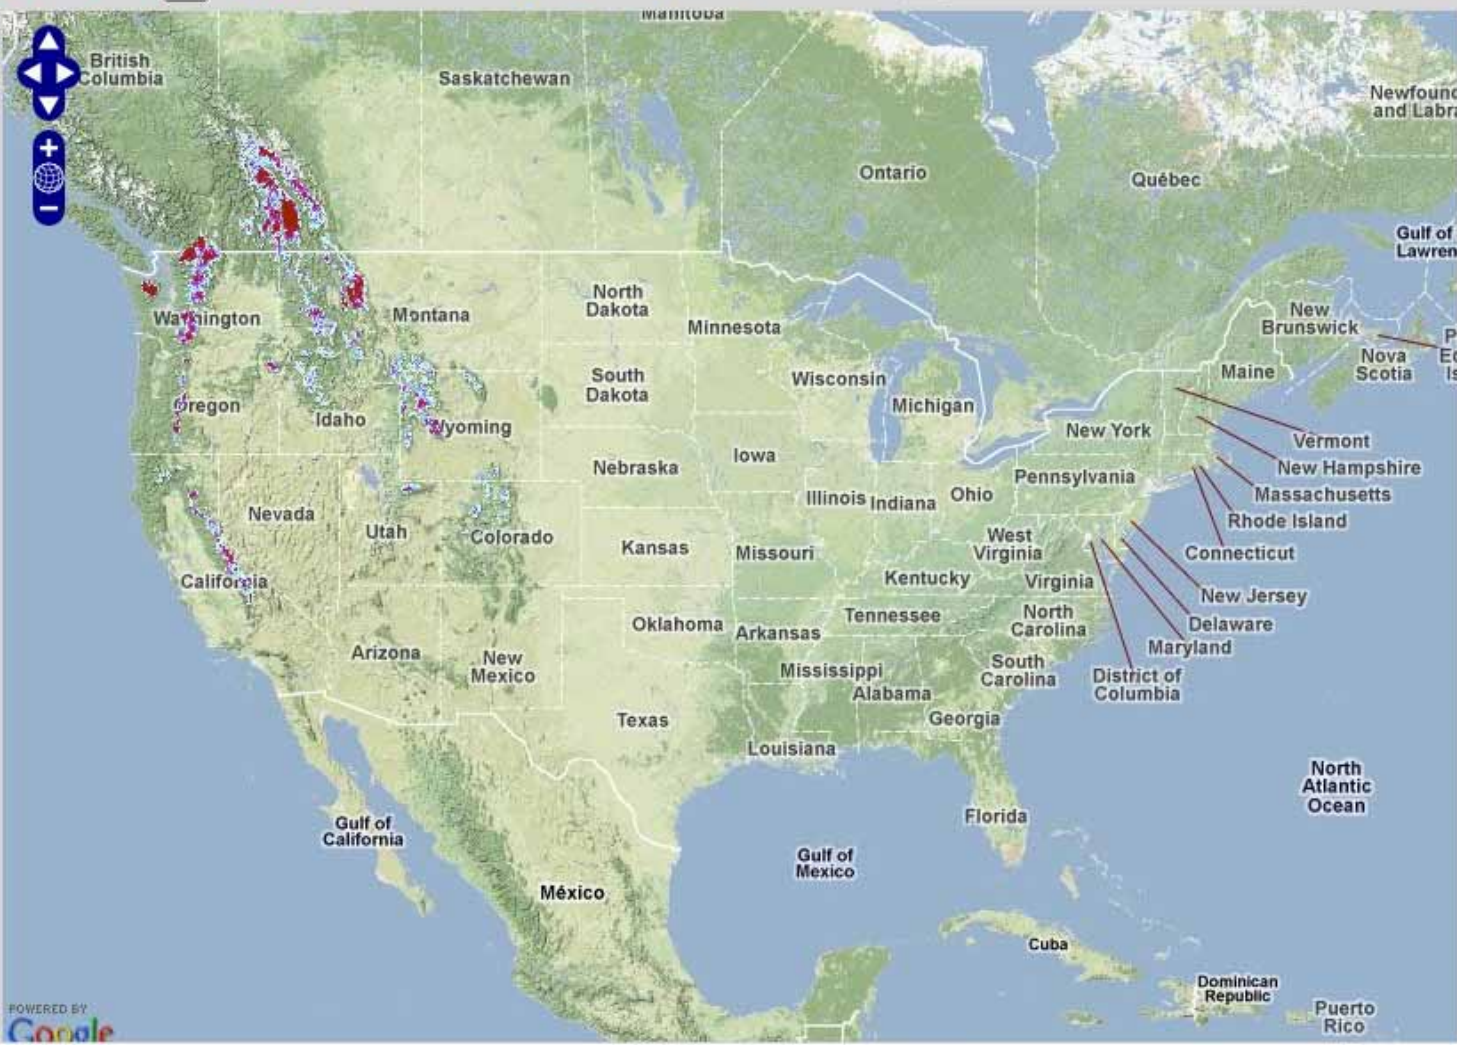 Manitoba
British
Columbia
Saskatchewan
Newfound
and Labra
Ontario
Québec
Gulf of
Lawren
Washington
Montana
North
Dakota
Minnesota
New
Brunswick
Nova
Scotia
P
Ed
Is
Maine
Oregon
Idaho
Wyoming
South
Dakota
Wisconsin
Michigan
New York
Vermont
New Hampshire
Massachusetts
Rhode Island
Connecticut
Nebraska
Iowa
Illinois
Indiana
Ohio
Pennsylvania
Nevada
Utah
Colorado
Kansas
Missouri
West
Virginia
Kentucky
Virginia
New Jersey
Delaware
Maryland
District of
Columbia
California
Oklahoma
Arkansas
Tennessee
North
Carolina
Arizona
New
Mexico
Mississippi
Alabama
South
Carolina
Georgia
Texas
Louisiana
Florida
North
Atlantic
Ocean
Gulf of
California
Gulf of
Mexico
México
Cuba
Dominican
Republic
Puerto
Rico
POWERED BY
Google